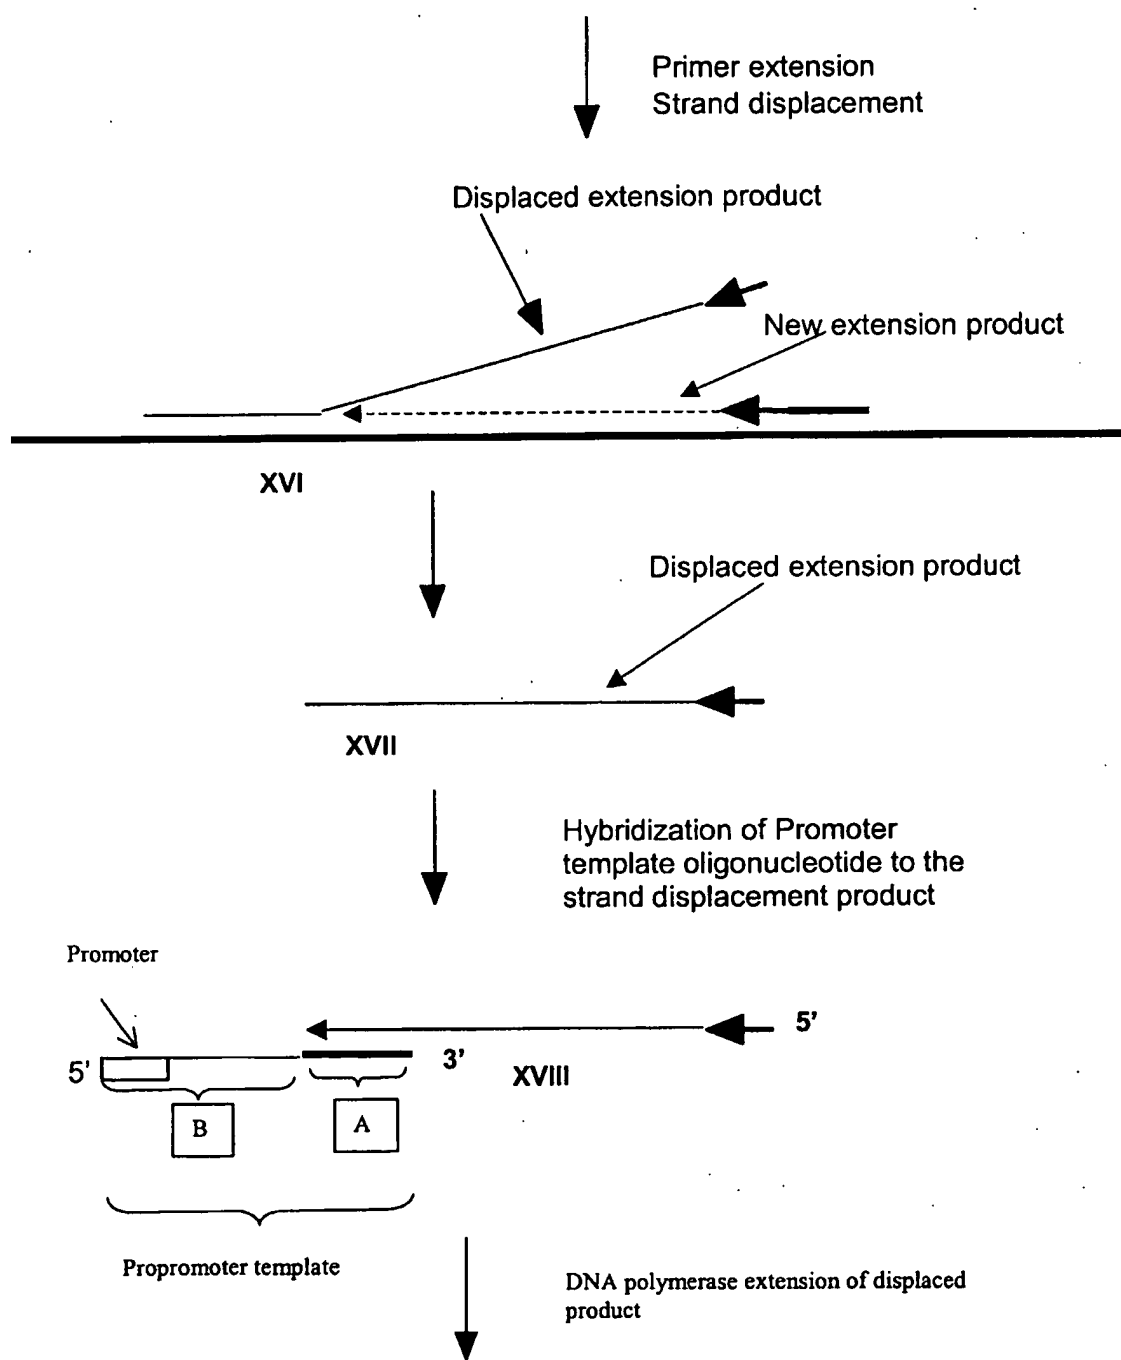 Primer extension
Strand displacement
Displaced extension product
New extension product
XVI
Displaced extension product
XVII
Hybridization of Promoter
template oligonucleotide to the
strand displacement product
Promoter
5’
5’
3’
XVIII
B
A
Propromoter template
DNA polymerase extension of displaced
product